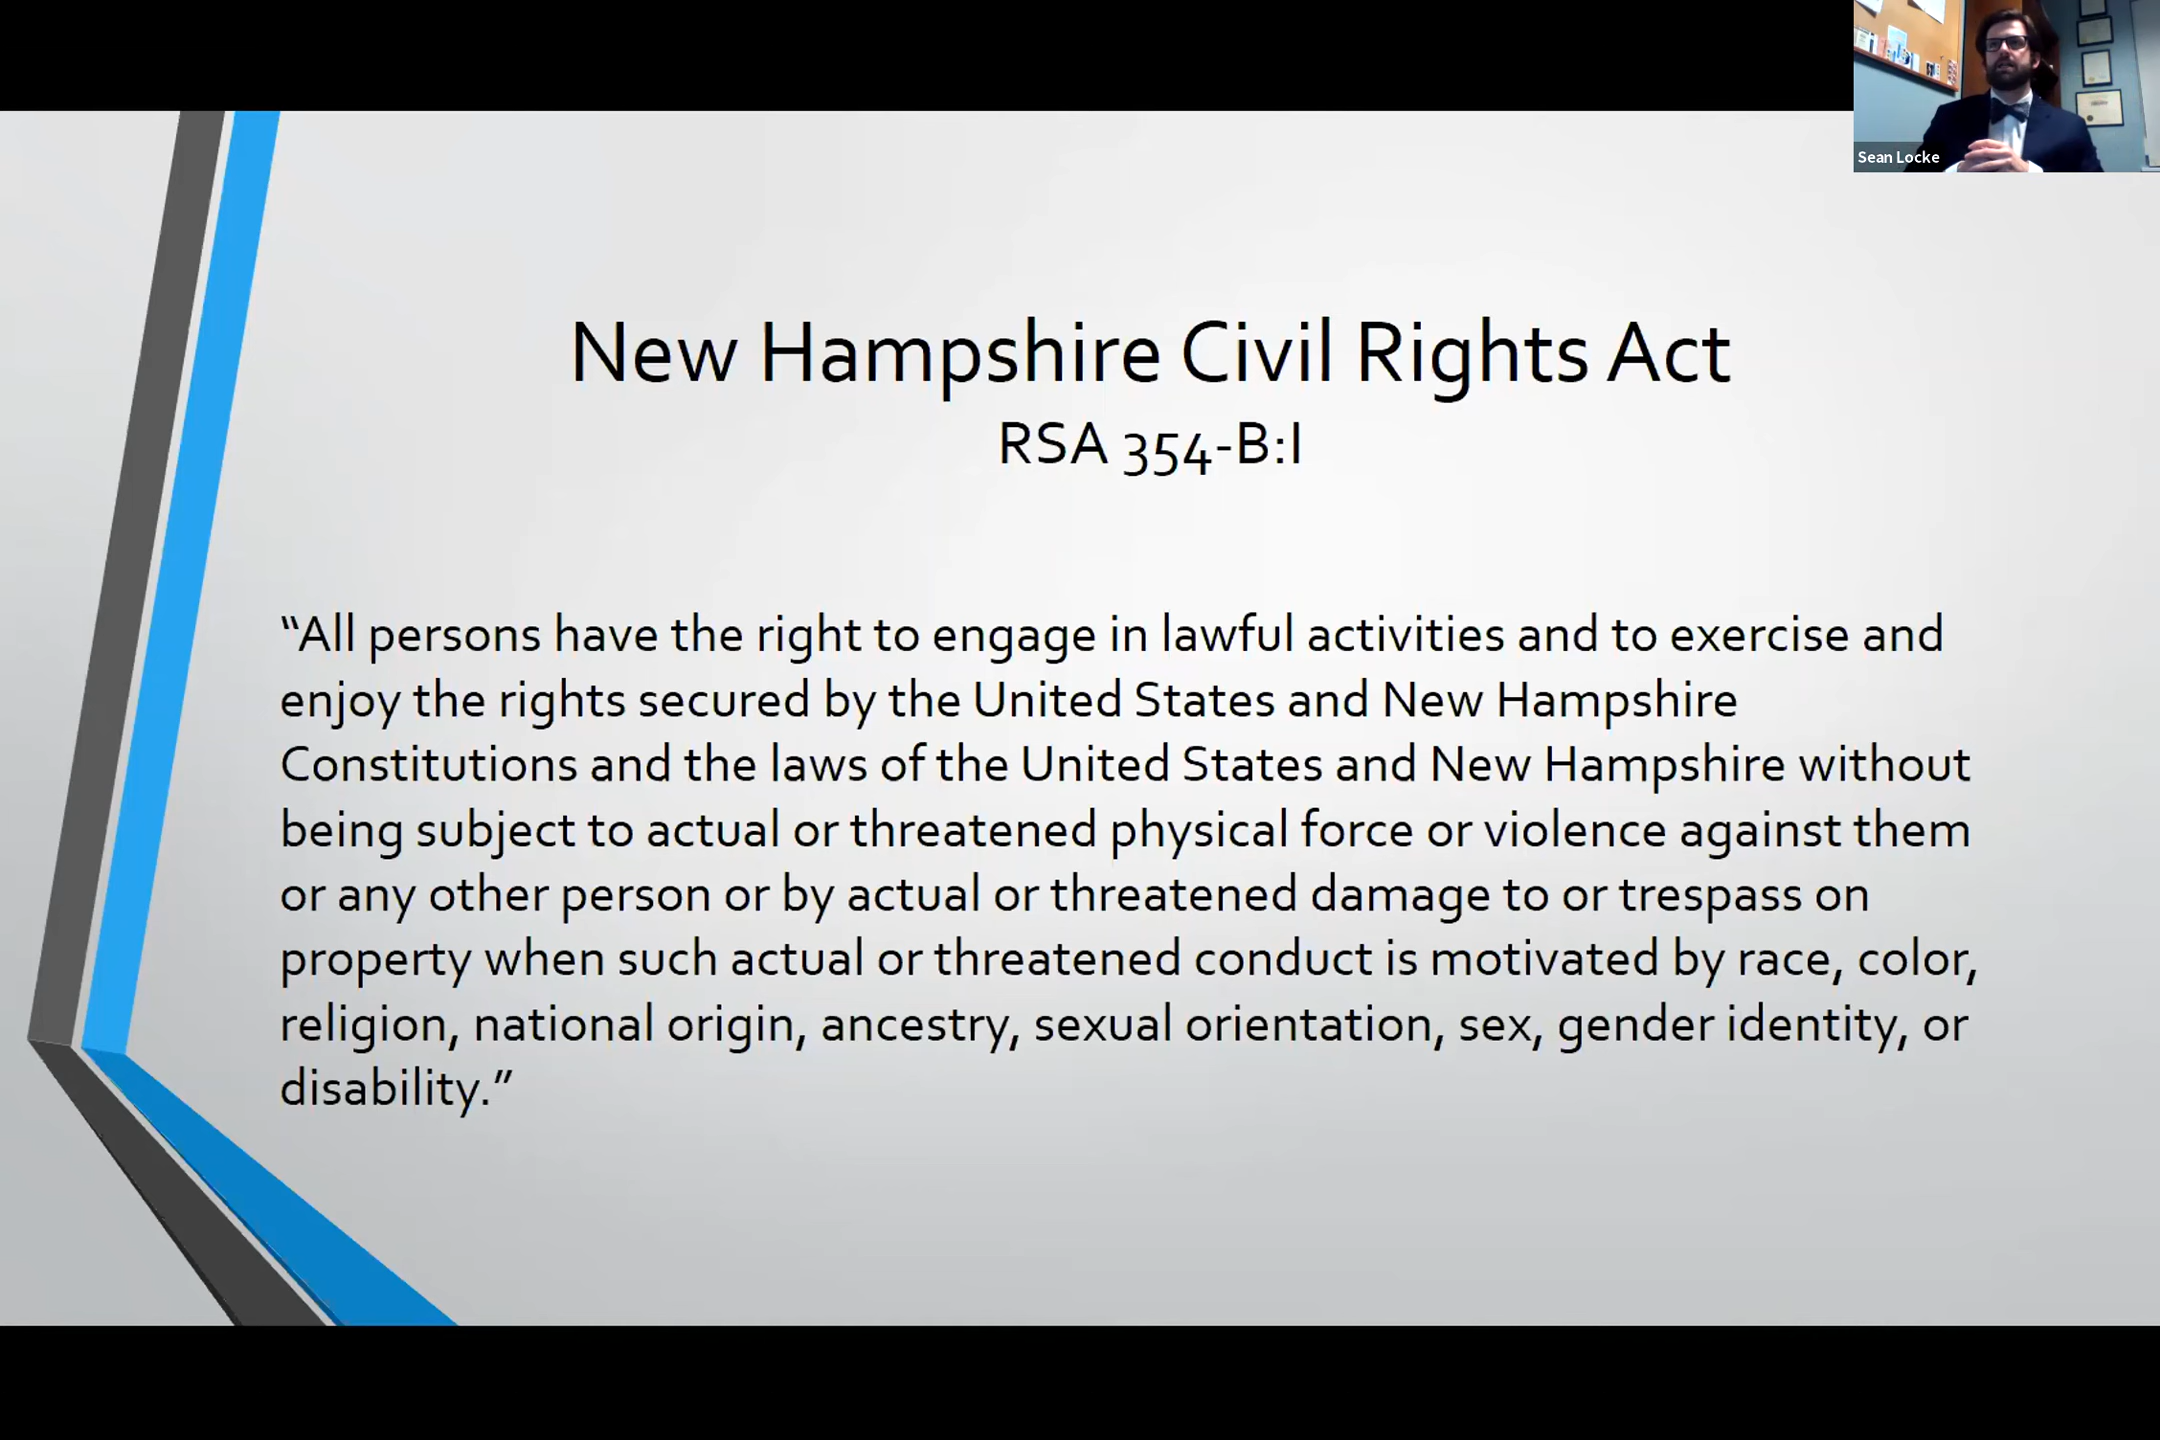 Sean Locke
New Hampshire Civil Rights Act
RSA 354-B:I
“All persons have the right to engage in lawful activities and to exercise and
enjoy the rights secured by the United States and New Hampshire
Constitutions and the laws of the United States and New Hampshire without
being subject to actual or threatened physical force or violence against them
or any other person or by actual or threatened damage to or trespass on
property when such actual or threatened conduct is motivated by race, color,
religion, national origin, ancestry, sexual orientation, sex, gender identity, or
disability.”